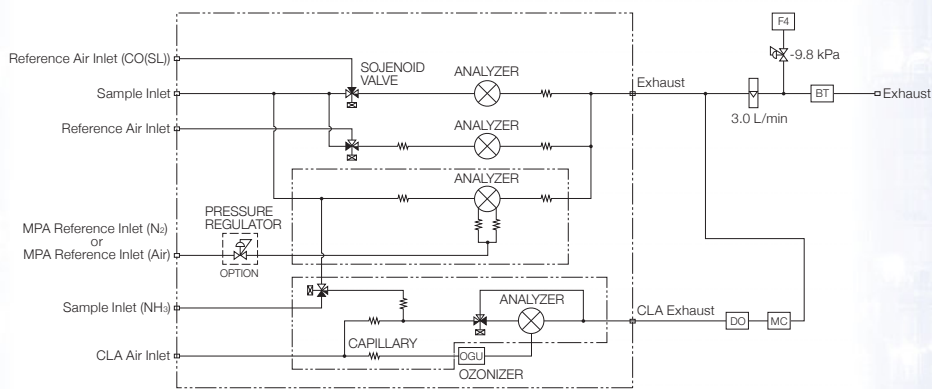 F4
Reference Air Inlet (CO(SL))
-9.8 kPa
SOJENOID
VALVE
ANALYZER
Exhaust
Sample Inlet
BT
Exhaust
3.0 L/min
Reference Air Inlet
ANALYZER
ANALYZER
PRESSURE
REGULATOR
MPA Reference Inlet (N₂)
or
MPA Reference Inlet (Air)
OPTION
Sample Inlet (NH₃)
ANALYZER
CLA Exhaust
DO
MC
CAPILLARY
CLA Air Inlet
OGU
OZONIZER